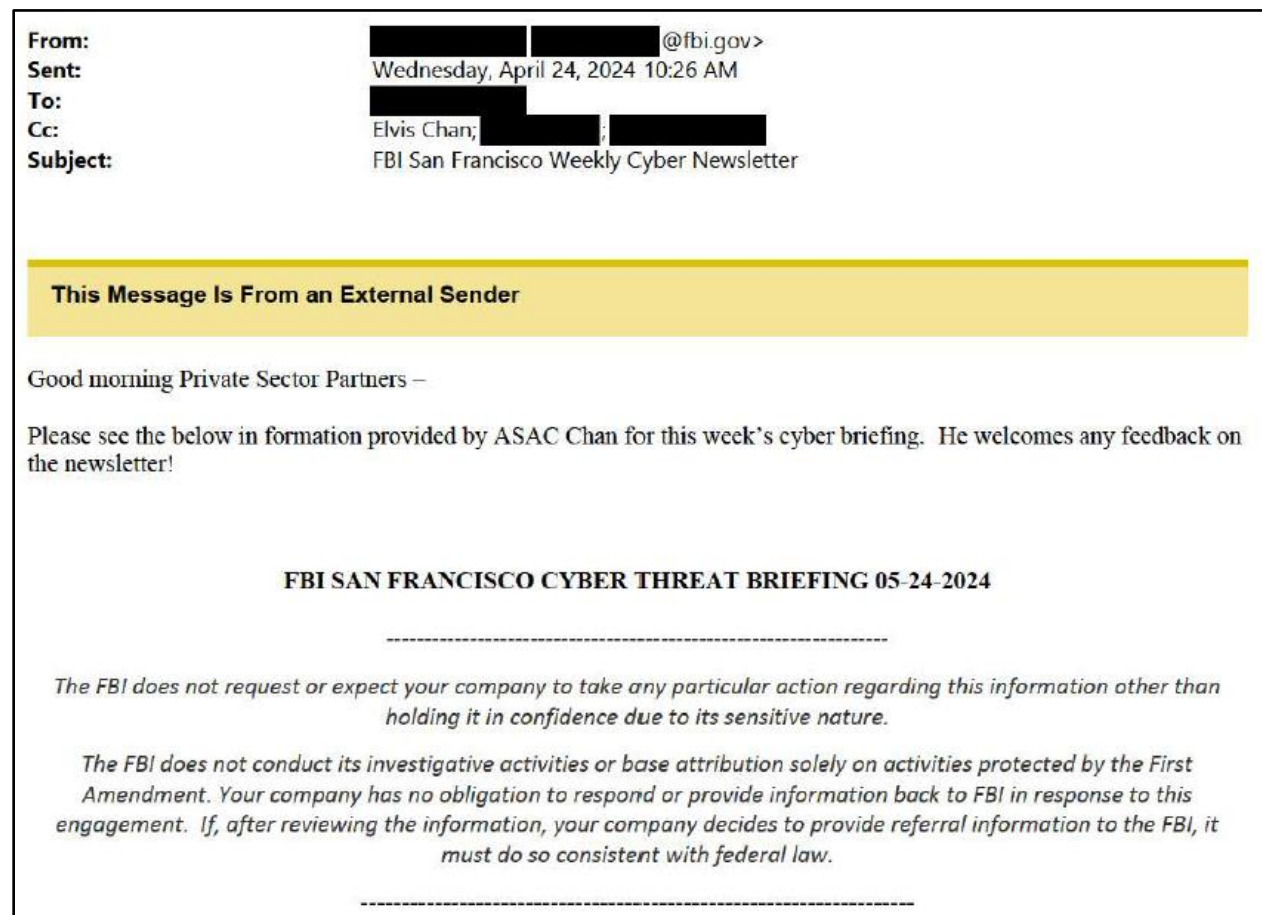 From: @fbi.gov>
Sent: Wednesday, April 24, 2024 10:26 AM
To:
Cc: Elvis Chan; ;
Subject: FBI San Francisco Weekly Cyber Newsletter
This Message Is From an External Sender
Good morning Private Sector Partners –
Please see the below in formation provided by ASAC Chan for this week’s cyber briefing. He welcomes any feedback on
the newsletter!
FBI SAN FRANCISCO CYBER THREAT BRIEFING 05-24-2024
------------------------------------------------------------------
The FBI does not request or expect your company to take any particular action regarding this information other than
holding it in confidence due to its sensitive nature.
The FBI does not conduct its investigative activities or base attribution solely on activities protected by the First
Amendment. Your company has no obligation to respond or provide information back to FBI in response to this
engagement. If, after reviewing the information, your company decides to provide referral information to the FBI, it
must do so consistent with federal law.
-------------------------------------------------------------------------